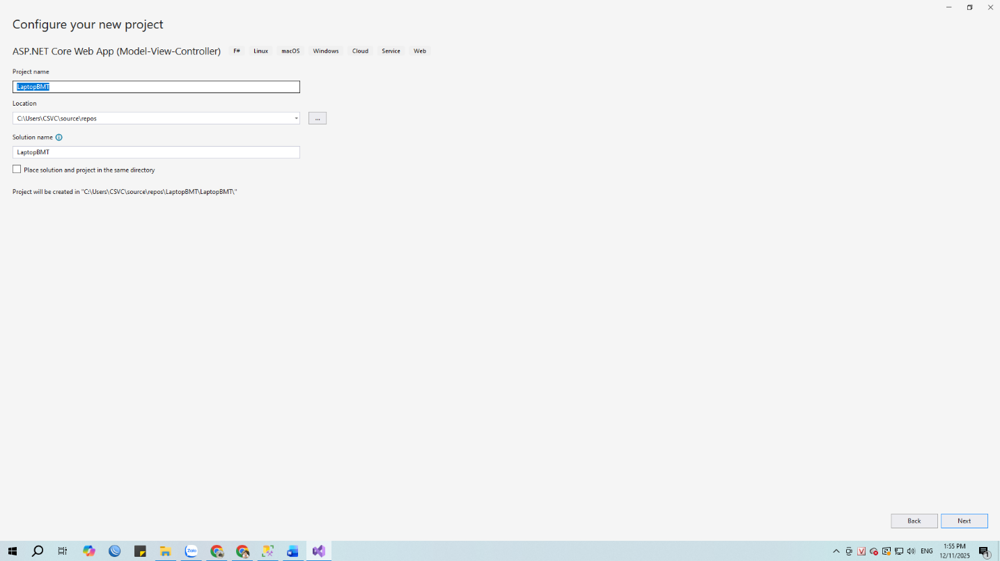 Configure your new project
ASP.NET Core Web App (Model-View-Controller) F# Linux macOS Windows Cloud Service Web
Project name
LaptopBMT
Location
C:\Users\CSVC\source\repos
...
Solution name
LaptopBMT
Place solution and project in the same directory
Project will be created in "C:\Users\CSVC\source\repos\LaptopBMT\LaptopBMT\"
Back Next
Zalo
ENG
1:55 PM
12/11/2025
1